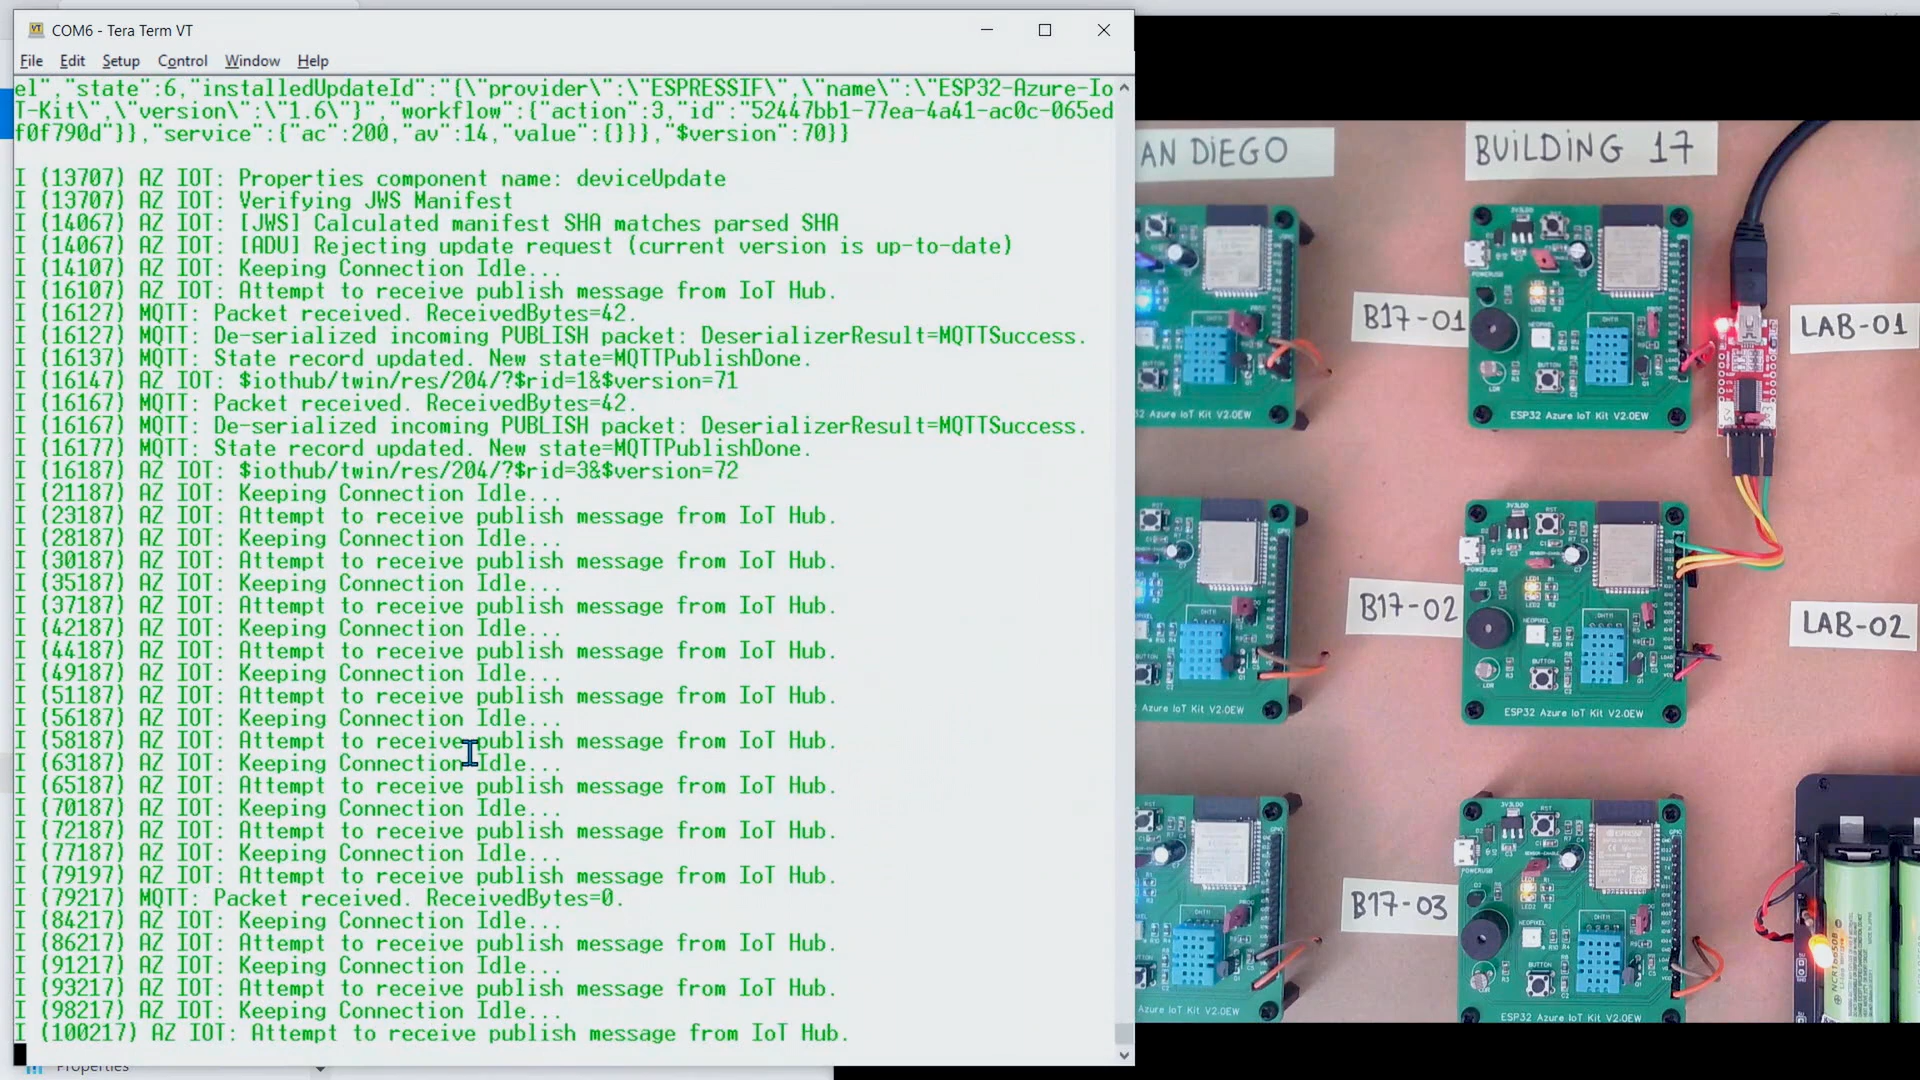 COM6 - Tera Term VT
File Edit Setup Control Window Help
el","state":6,"installedUpdateId":"{\"provider\":\"ESPRESSIF\",\"name\":\"ESP32-Azure-Io
T-Kit\",\"version\":\"1.6\"}" ,"workflow":{"action":3,"id":"52447bb1-77ea-4a41-ac0c-065ed
f0f790d"}},"service":{"ac":200,"av":14,"value":{}}},"$version":70}}
I (13707) AZ IOT: Properties component name: deviceUpdate
I (13707) AZ IOT: Verifying JWS Manifest
I (14067) AZ IOT: [JWS] Calculated manifest SHA matches parsed SHA
I (14067) AZ IOT: [ADU] Rejecting update request (current version is up-to-date)
I (14107) AZ IOT: Keeping Connection Idle...
I (16107) AZ IOT: Attempt to receive publish message from IoT Hub.
I (16127) MQTT: Packet received. ReceivedBytes=42.
I (16127) MQTT: De-serialized incoming PUBLISH packet: DeserializerResult=MQTTSuccess.
I (16137) MQTT: State record updated. New state=MQTTPublishDone.
I (16147) AZ IOT: $iothub/twin/res/204/?$rid=1&$version=71
I (16167) MQTT: Packet received. ReceivedBytes=42.
I (16167) MQTT: De-serialized incoming PUBLISH packet: DeserializerResult=MQTTSuccess.
I (16177) MQTT: State record updated. New state=MQTTPublishDone.
I (16187) AZ IOT: $iothub/twin/res/204/?$rid=3&$version=72
I (21187) AZ IOT: Keeping Connection Idle...
I (23187) AZ IOT: Attempt to receive publish message from IoT Hub.
I (28187) AZ IOT: Keeping Connection Idle...
I (30187) AZ IOT: Attempt to receive publish message from IoT Hub.
I (35187) AZ IOT: Keeping Connection Idle...
I (37187) AZ IOT: Attempt to receive publish message from IoT Hub.
I (42187) AZ IOT: Keeping Connection Idle...
I (44187) AZ IOT: Attempt to receive publish message from IoT Hub.
I (49187) AZ IOT: Keeping Connection Idle...
I (51187) AZ IOT: Attempt to receive publish message from IoT Hub.
I (56187) AZ IOT: Keeping Connection Idle...
I (58187) AZ IOT: Attempt to receive publish message from IoT Hub.
I (63187) AZ IOT: Keeping Connection Idle...
I (65187) AZ IOT: Attempt to receive publish message from IoT Hub.
I (70187) AZ IOT: Keeping Connection Idle...
I (72187) AZ IOT: Attempt to receive publish message from IoT Hub.
I (77187) AZ IOT: Keeping Connection Idle...
I (79197) AZ IOT: Attempt to receive publish message from IoT Hub.
I (79217) MQTT: Packet received. ReceivedBytes=0.
I (84217) AZ IOT: Keeping Connection Idle...
I (86217) AZ IOT: Attempt to receive publish message from IoT Hub.
I (91217) AZ IOT: Keeping Connection Idle...
I (93217) AZ IOT: Attempt to receive publish message from IoT Hub.
I (98217) AZ IOT: Keeping Connection Idle...
I (100217) AZ IOT: Attempt to receive publish message from IoT Hub.
Properties
AN DIEGO
BUILDING 17
B17-01
LAB-01
Azure IoT Kit V2.0EW
ESP32 Azure IoT Kit V2.0EW
B17-02
LAB-02
Azure IoT Kit V2.0EW
ESP32 Azure IoT Kit V2.0EW
B17-03
Azure IoT Kit V2.0EW
ESP32 Azure IoT Kit V2.0EW